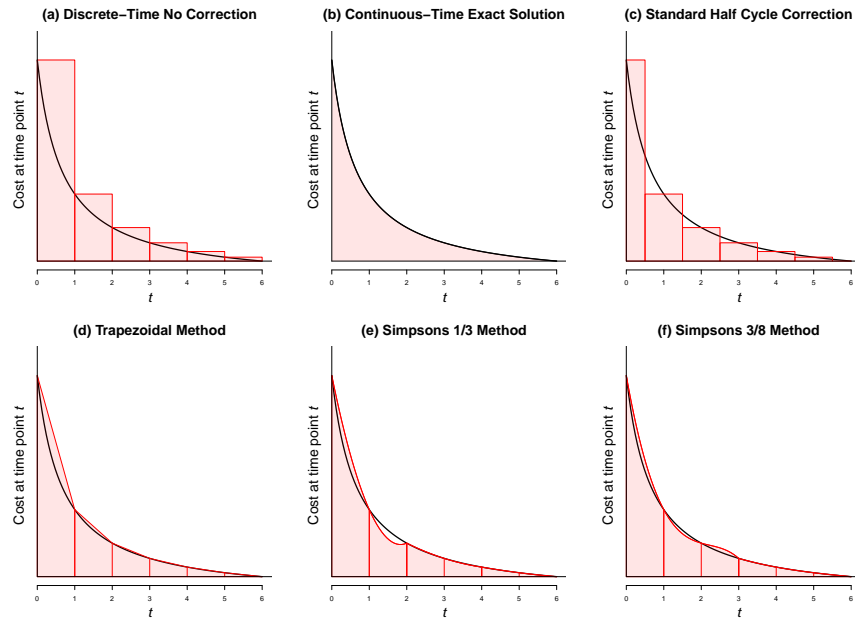 (a) Discrete−Time No Correction
Cost at time point t
0 1 2 3 4 5 6
t
(b) Continuous−Time Exact Solution
Cost at time point t
0 1 2 3 4 5 6
t
(c) Standard Half Cycle Correction
Cost at time point t
0 1 2 3 4 5 6
t
(d) Trapezoidal Method
Cost at time point t
0 1 2 3 4 5 6
t
(e) Simpsons 1/3 Method
Cost at time point t
0 1 2 3 4 5 6
t
(f) Simpsons 3/8 Method
Cost at time point t
0 1 2 3 4 5 6
t